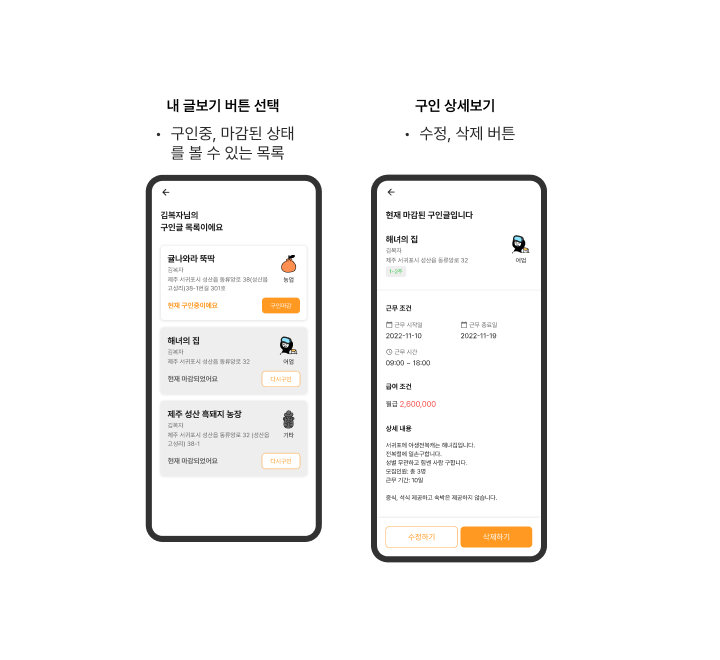 내 글보기 버튼 선택
• 구인중, 마감된 상태
를 볼 수 있는 목록
김복자님의
구인글 목록이에요
귤나와라 뚝딱
김복자
제주 서귀포시 성산읍 동류암로 38(성산읍
고성리)38-1번길 301호
농업
현재 구인중이에요
구인마감
해녀의 집
김복자
제주 서귀포시 성산읍 동류암로 32
어업
현재 마감되었어요
다시구인
제주 성산 흑돼지 농장
김복자
제주 서귀포시 성산읍 동류암로 32 (성산읍
고성리) 38-1
기타
현재 마감되었어요
다시구인
구인 상세보기
• 수정, 삭제 버튼
현재 마감된 구인글입니다
해녀의 집
김복자
제주 서귀포시 성산읍 동류암로 32
1-2주
어업
근무 조건
근무 시작일
2022-11-10
근무 종료일
2022-11-19
근무 시간
09:00 ~ 18:00
급여 조건
월급 2,600,000
상세 내용
서귀포에 야생전복캐는 해녀집입니다.
전복철에 일손구합니다.
성별 무관하고 힘쎈 사람 구합니다.
모집인원: 총 3명
근무 기간: 10일
중식, 석식 제공하고 숙박은 제공하지 않습니다.
수정하기
삭제하기